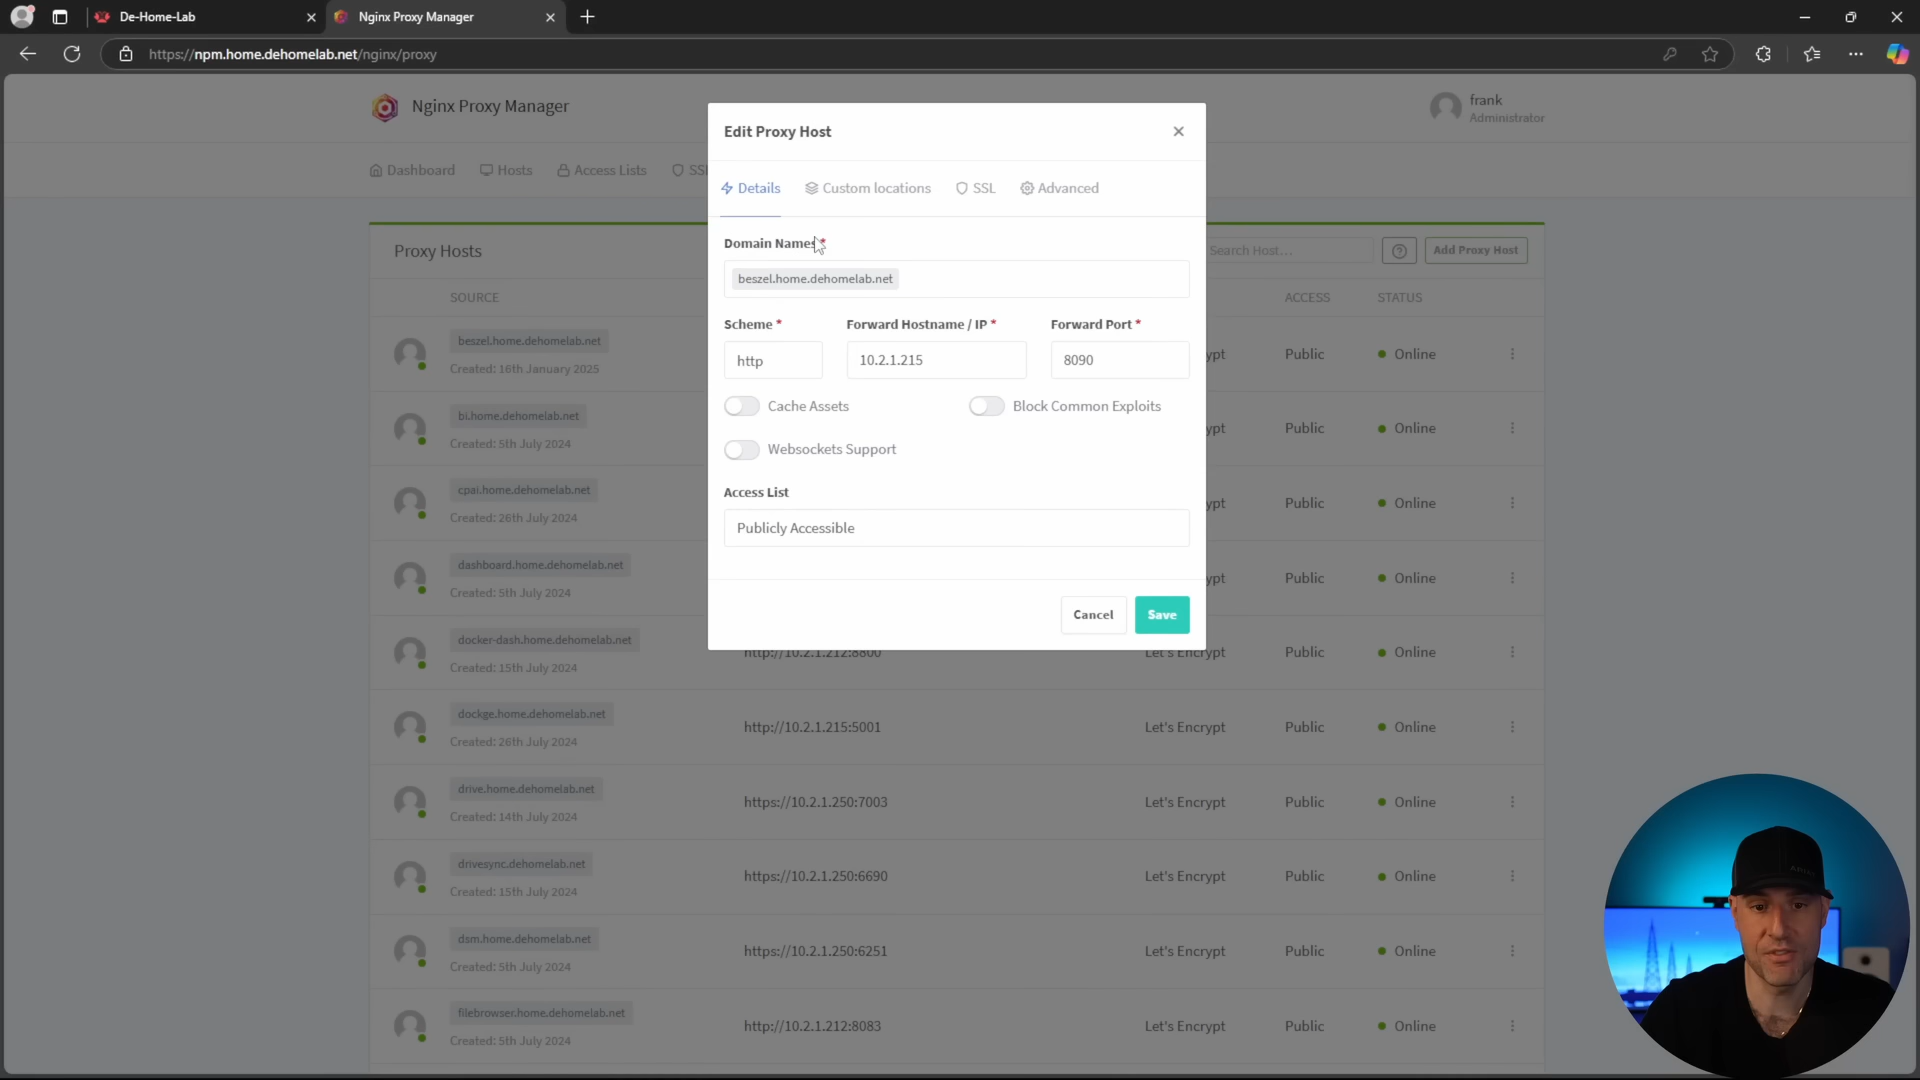 De-Home-Lab
Nginx Proxy Manager
https://npm.home.dehomelab.net/nginx/proxy
Nginx Proxy Manager
frank
Administrator
Dashboard
Hosts
Access Lists
Proxy Hosts
Search Host...
Add Proxy Host
SOURCE
ACCESS
STATUS
beszel.home.dehomelab.net
Created: 16th January 2025
Public
Online
bi.home.dehomelab.net
Created: 5th July 2024
Public
Online
cpai.home.dehomelab.net
Created: 26th July 2024
Public
Online
dashboard.home.dehomelab.net
Created: 5th July 2024
Public
Online
docker-dash.home.dehomelab.net
Created: 15th July 2024
http://10.2.1.212:8800
Let's Encrypt
Public
Online
dockge.home.dehomelab.net
Created: 26th July 2024
http://10.2.1.215:5001
Let's Encrypt
Public
Online
drive.home.dehomelab.net
Created: 14th July 2024
https://10.2.1.250:7003
Let's Encrypt
Public
Online
drivesync.dehomelab.net
Created: 15th July 2024
https://10.2.1.250:6690
Let's Encrypt
Public
Online
dsm.home.dehomelab.net
Created: 5th July 2024
https://10.2.1.250:6251
Let's Encrypt
Public
Online
filebrowser.home.dehomelab.net
Created: 5th July 2024
http://10.2.1.212:8083
Let's Encrypt
Public
Online
Edit Proxy Host
Details
Custom locations
SSL
Advanced
Domain Names *
beszel.home.dehomelab.net
Scheme *
Forward Hostname / IP *
Forward Port *
http
10.2.1.215
8090
Cache Assets
Block Common Exploits
Websockets Support
Access List
Publicly Accessible
Cancel
Save